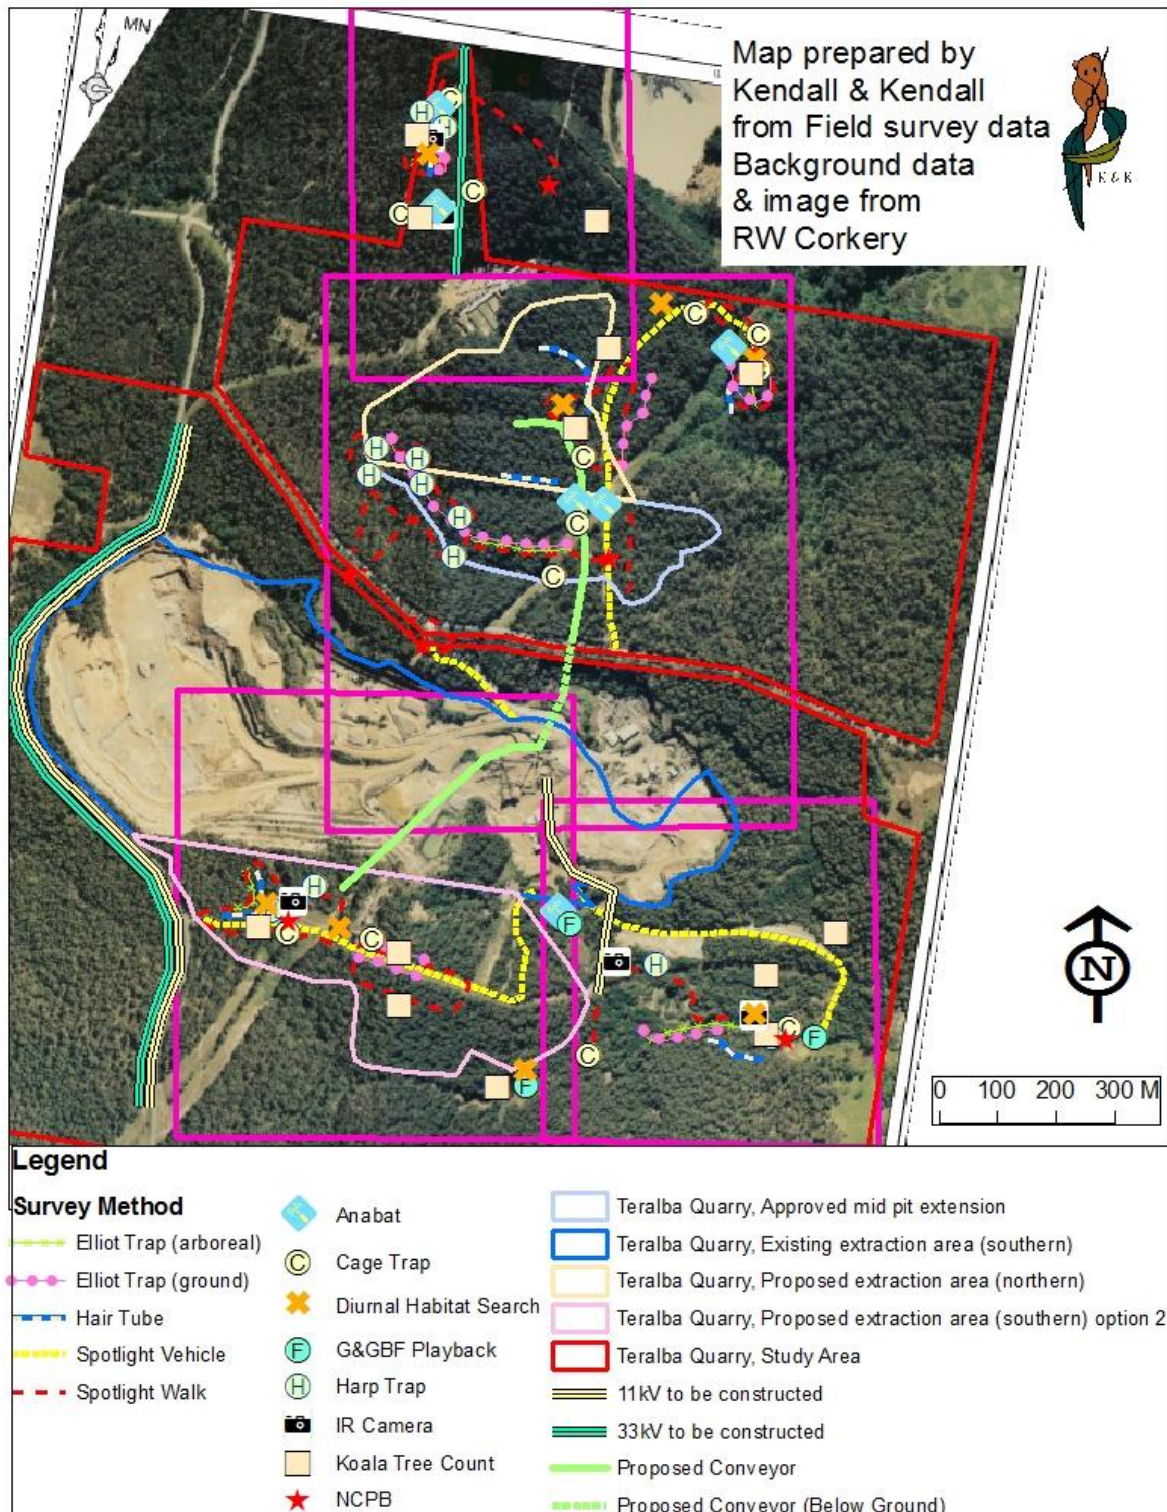 MN
Map prepared by
Kendall & Kendall
from Field survey data
Background data
& image from
RW Corkery
K & K
C
H
H
C
C
C
C
C
H
H
H
H
C
H
C
H
C
H
C
C
F
H
C
F
C
F
N
0 100 200 300 M
Legend
Survey Method
Elliot Trap (arboreal)
Elliot Trap (ground)
Hair Tube
Spotlight Vehicle
Spotlight Walk
Anabat
C Cage Trap
Diurnal Habitat Search
F G&GBF Playback
H Harp Trap
IR Camera
Koala Tree Count
NCPB
Teralba Quarry, Approved mid pit extension
Teralba Quarry, Existing extraction area (southern)
Teralba Quarry, Proposed extraction area (northern)
Teralba Quarry, Proposed extraction area (southern) option 2
Teralba Quarry, Study Area
11kV to be constructed
33kV to be constructed
Proposed Conveyor
Proposed Conveyor (Below Ground)